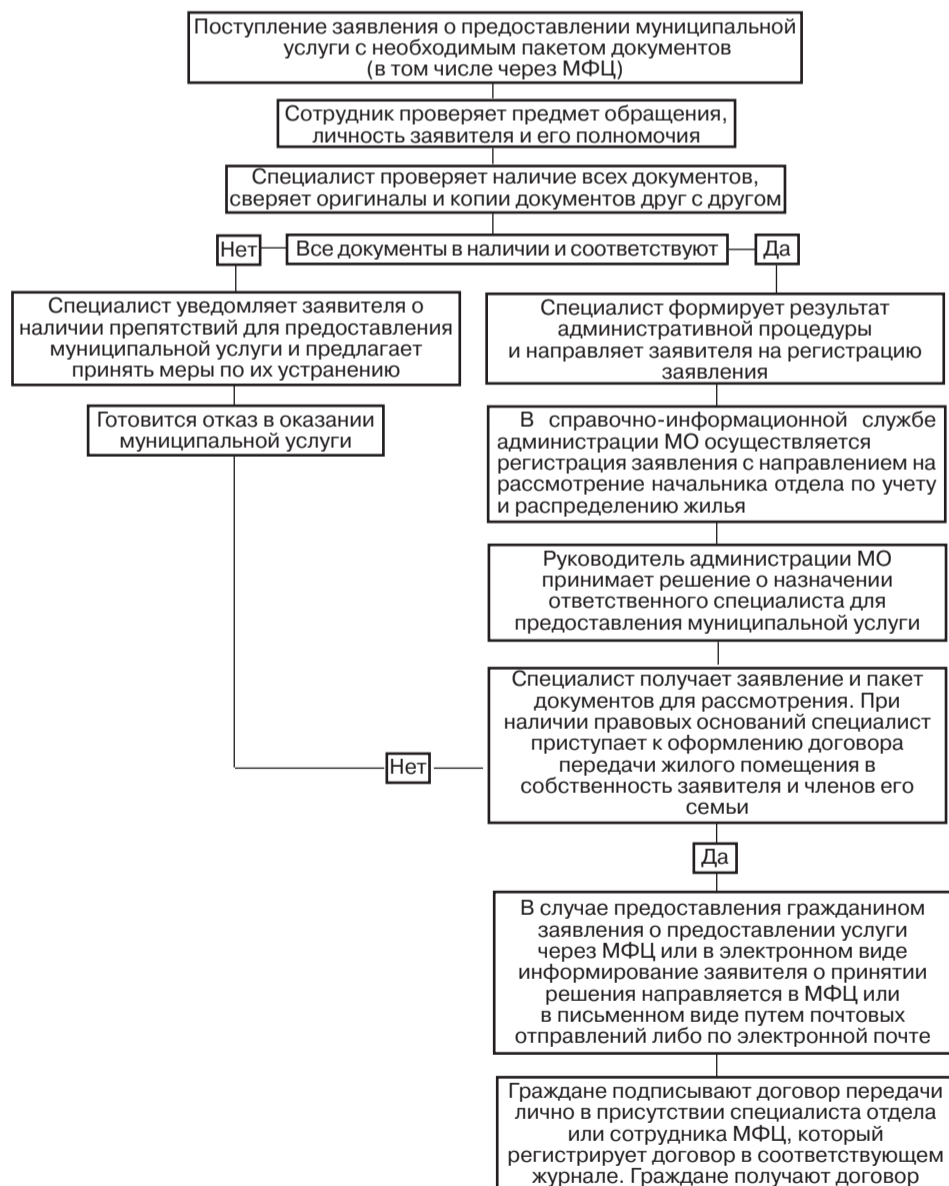 Поступление заявления о предоставлении муниципальной
услуги с необходимым пакетом документов
(в том числе через МФЦ)
Сотрудник проверяет предмет обращения,
личность заявителя и его полномочия
Специалист проверяет наличие всех документов,
сверяет оригиналы и копии документов друг с другом
Нет
Все документы в наличии и соответствуют
Да
Специалист уведомляет заявителя о
наличии препятствий для предоставления
муниципальной услуги и предлагает
принять меры по их устранению
Готовится отказ в оказании
муниципальной услуги
Специалист формирует результат
административной процедуры
и направляет заявителя на регистрацию
заявления
В справочно-информационной службе
администрации МО осуществляется
регистрация заявления с направлением на
рассмотрение начальника отдела по учету
и распределению жилья
Руководитель администрации МО
принимает решение о назначении
ответственного специалиста для
предоставления муниципальной услуги
Специалист получает заявление и пакет
документов для рассмотрения. При
наличии правовых оснований специалист
приступает к оформлению договора
передачи жилого помещения в
собственность заявителя и членов его
семьи
Нет
Да
В случае предоставления гражданином
заявления о предоставлении услуги
через МФЦ или в электронном виде
информирование заявителя о принятии
решения направляется в МФЦ или
в письменном виде путем почтовых
отправлений либо по электронной почте
Граждане подписывают договор передачи
лично в присутствии специалиста отдела
или сотрудника МФЦ, который
регистрирует договор в соответствующем
журнале. Граждане получают договор